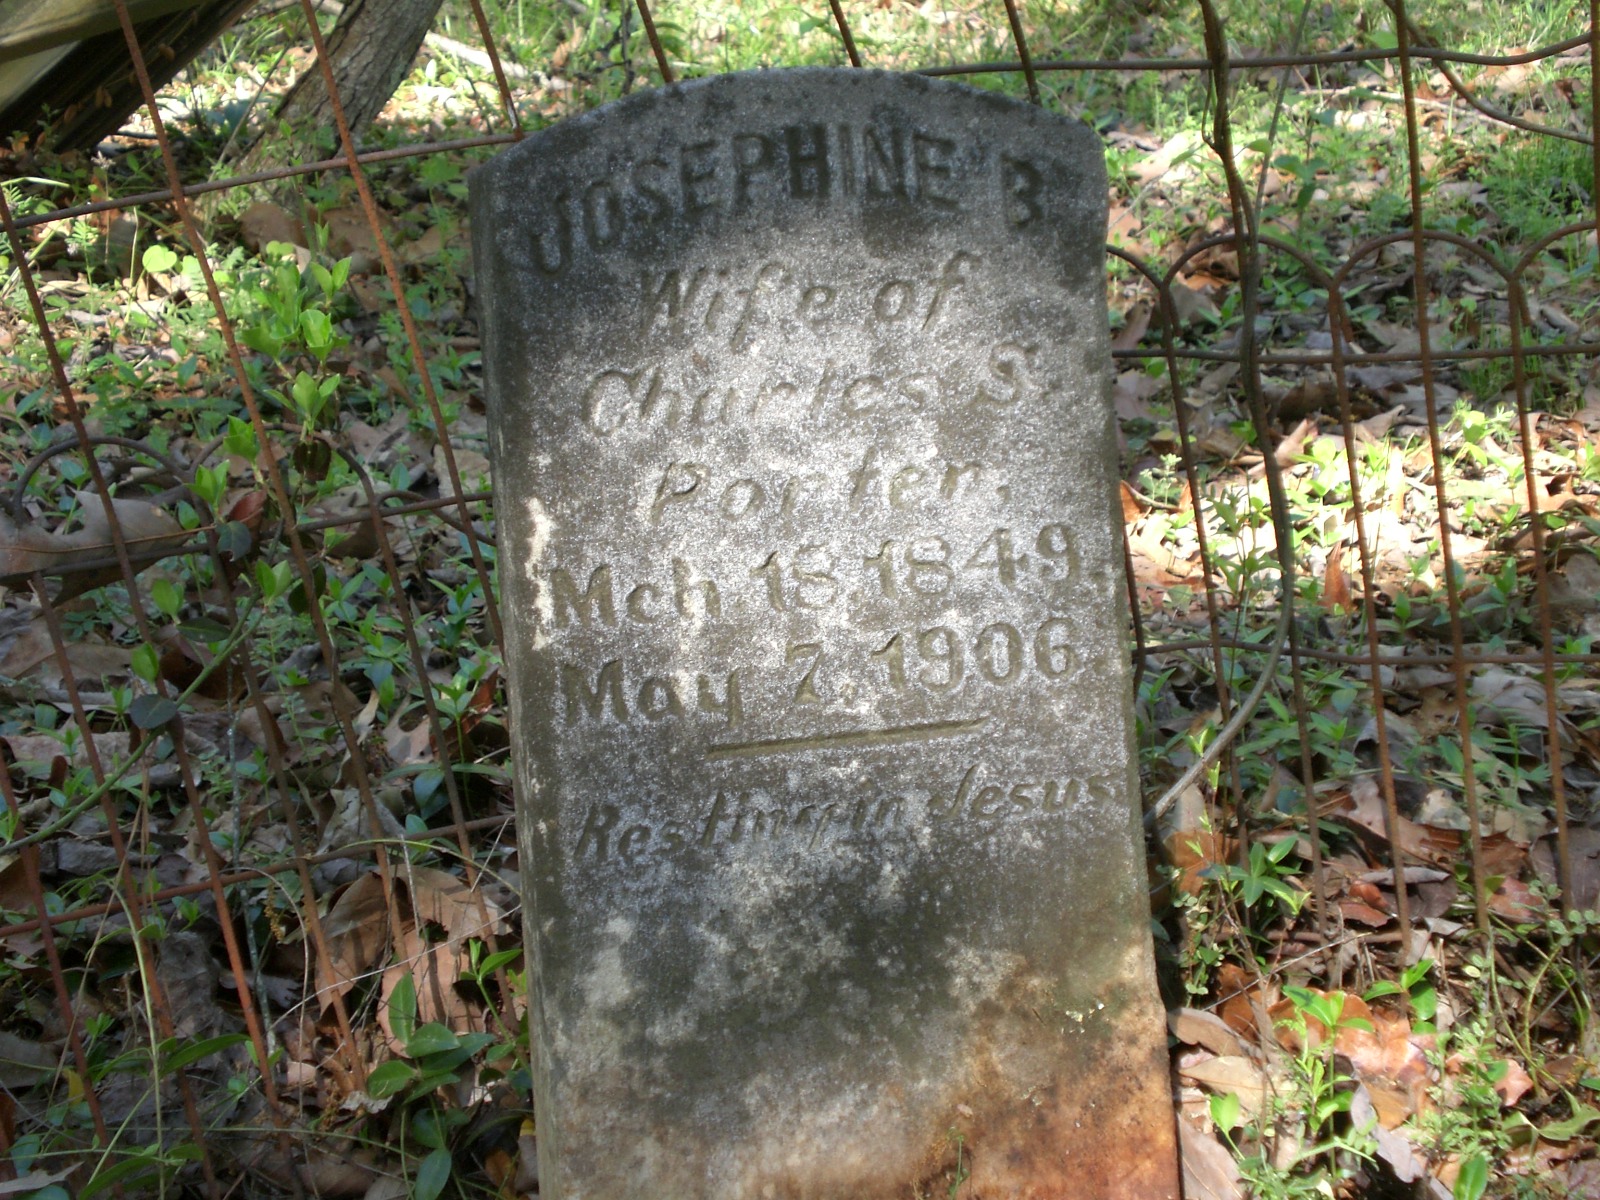 JOSEPHINE B.
Wife of
Charles S.
Porter.
Mch 18, 1849.
May 7, 1906.
Resting in Jesus